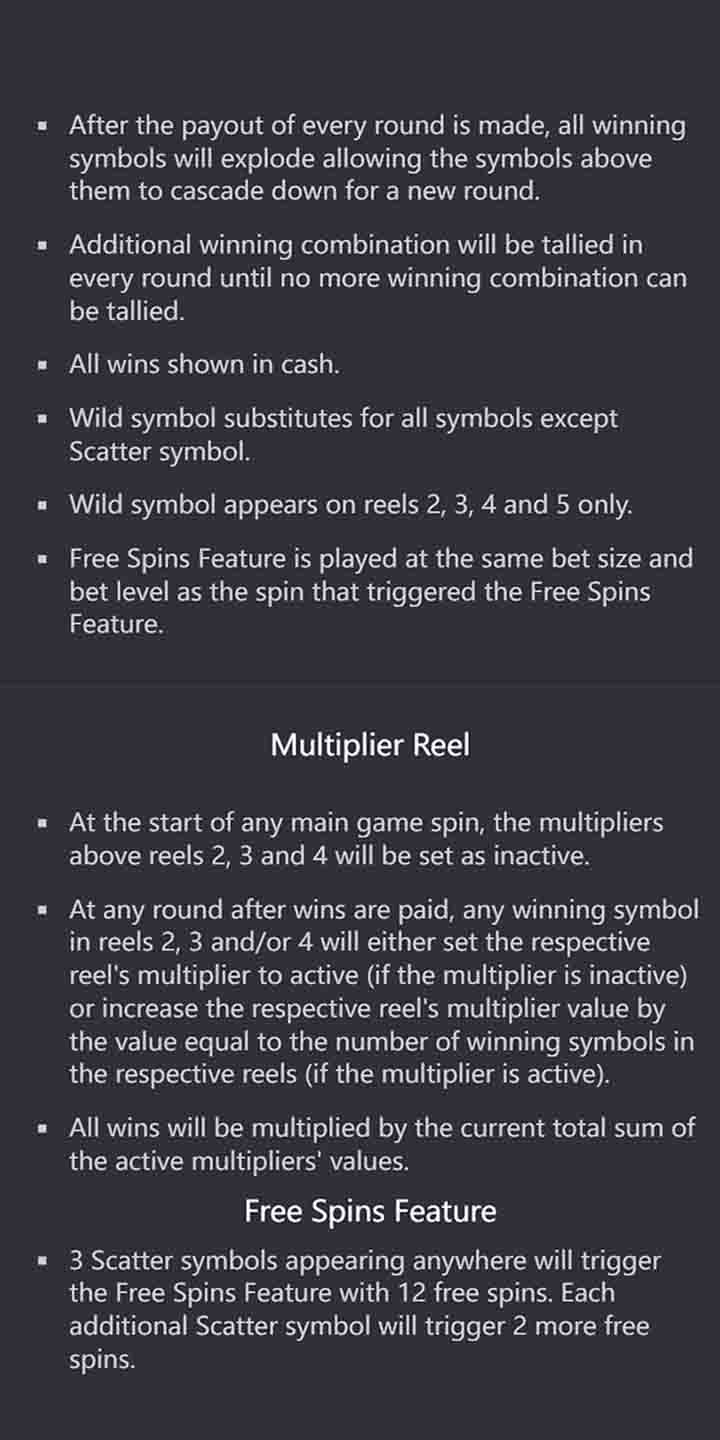 ▪ After the payout of every round is made, all winning
symbols will explode allowing the symbols above
them to cascade down for a new round.
▪ Additional winning combination will be tallied in
every round until no more winning combination can
be tallied.
▪ All wins shown in cash.
▪ Wild symbol substitutes for all symbols except
Scatter symbol.
▪ Wild symbol appears on reels 2, 3, 4 and 5 only.
▪ Free Spins Feature is played at the same bet size and
bet level as the spin that triggered the Free Spins
Feature.
Multiplier Reel
▪ At the start of any main game spin, the multipliers
above reels 2, 3 and 4 will be set as inactive.
▪ At any round after wins are paid, any winning symbol
in reels 2, 3 and/or 4 will either set the respective
reel's multiplier to active (if the multiplier is inactive)
or increase the respective reel's multiplier value by
the value equal to the number of winning symbols in
the respective reels (if the multiplier is active).
▪ All wins will be multiplied by the current total sum of
the active multipliers' values.
Free Spins Feature
▪ 3 Scatter symbols appearing anywhere will trigger
the Free Spins Feature with 12 free spins. Each
additional Scatter symbol will trigger 2 more free
spins.